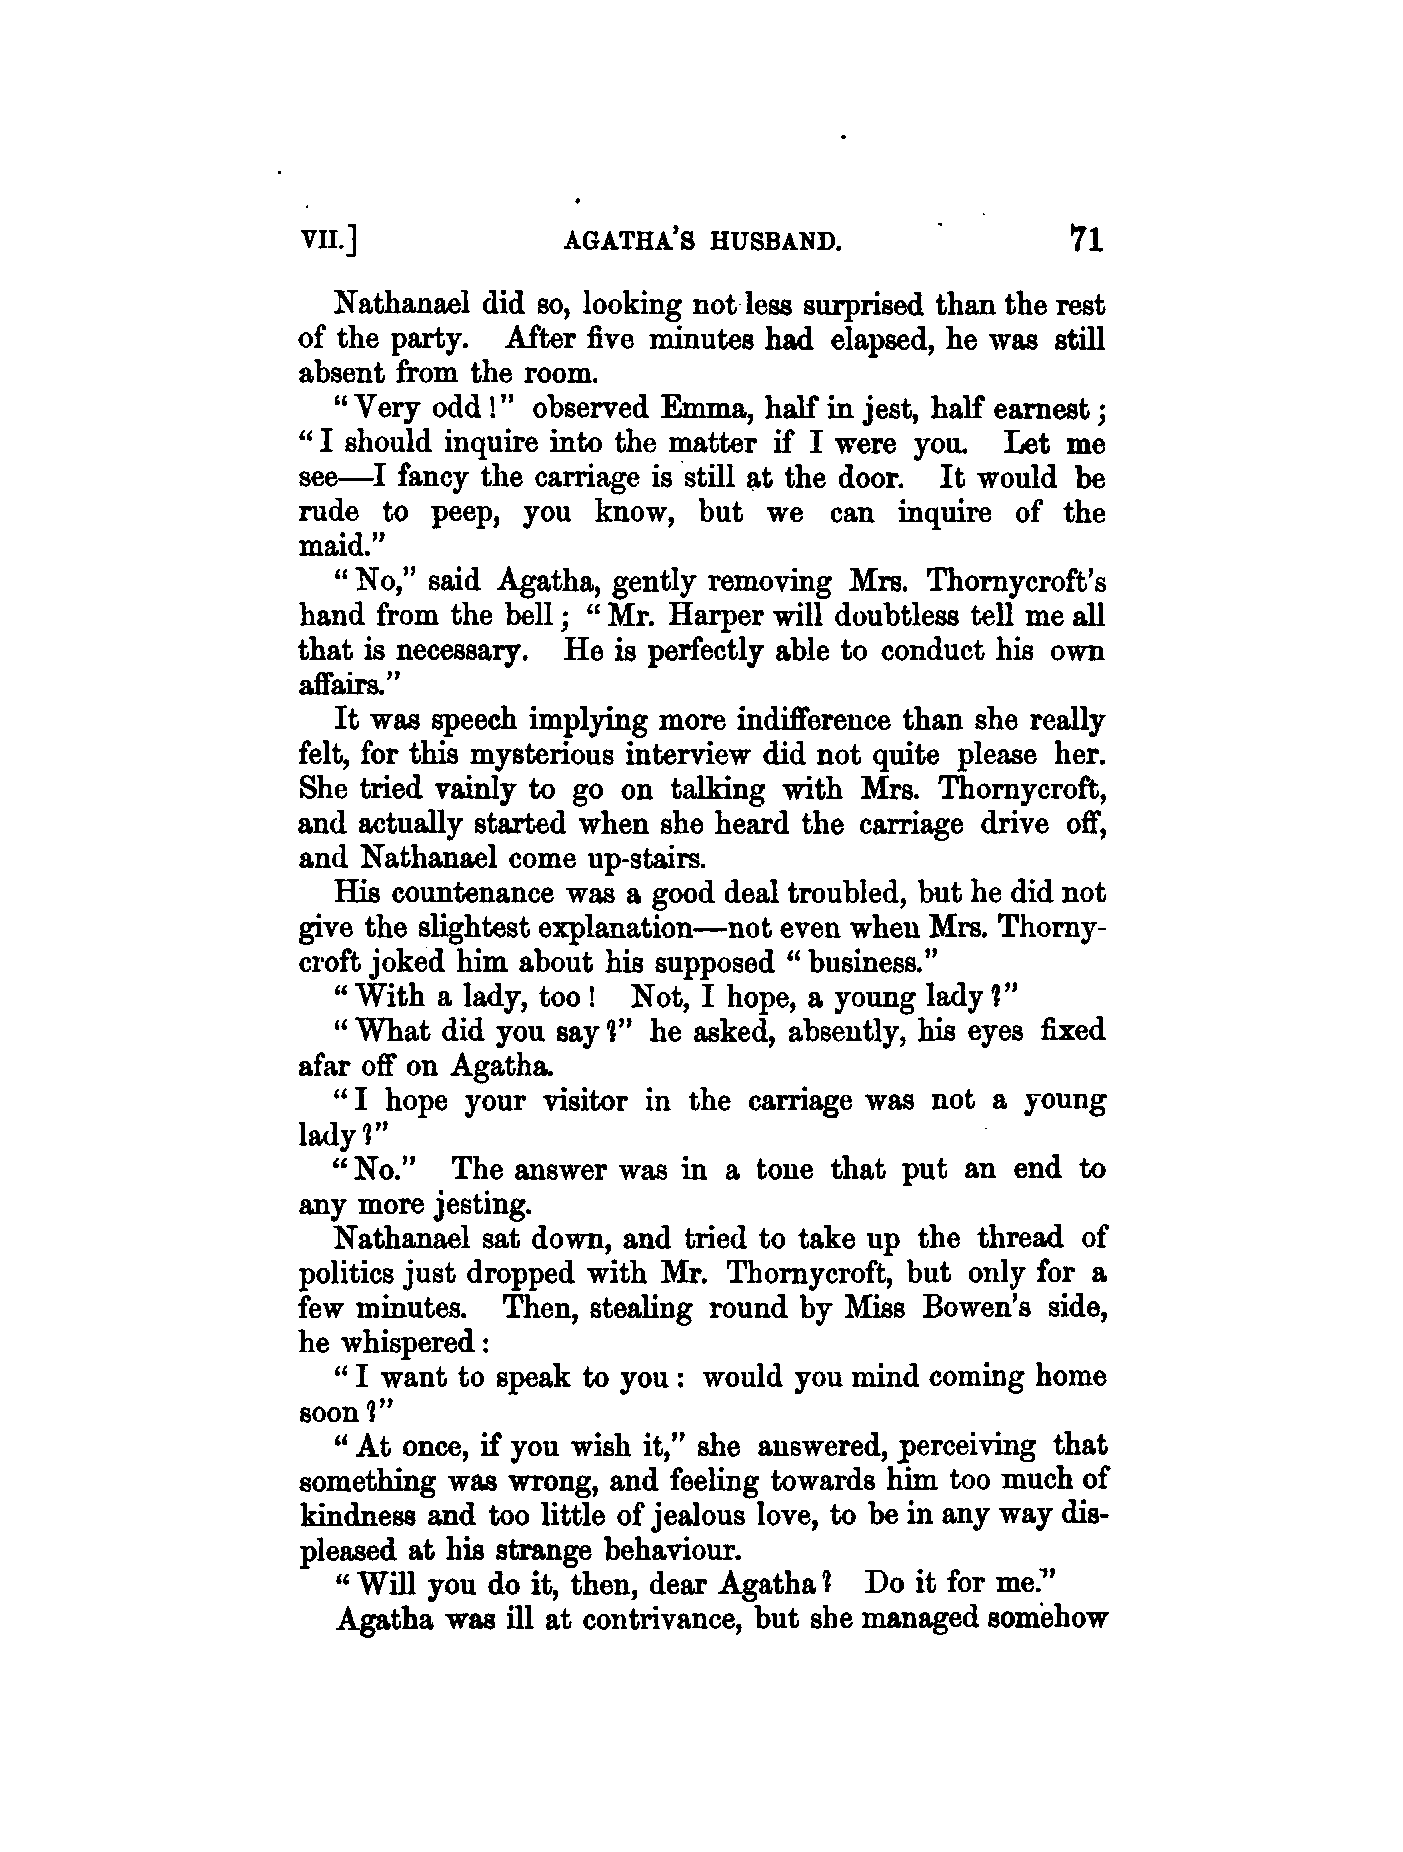 VII.] AGATHA'S HUSBAND. 71
Nathanael did so, looking not less surprised than the rest
of the party. After five minutes had elapsed, he was still
absent from the room.
"Very odd!" observed Emma, half in jest, half earnest;
"I should inquire into the matter if I were you. Let me
see—I fancy the carriage is still at the door. It would be
rude to peep, you know, but we can inquire of the
maid."
"No," said Agatha, gently removing Mrs. Thornycroft's
hand from the bell; "Mr. Harper will doubtless tell me all
that is necessary. He is perfectly able to conduct his own
affairs."
It was speech implying more indifference than she really
felt, for this mysterious interview did not quite please her.
She tried vainly to go on talking with Mrs. Thornycroft,
and actually started when she heard the carriage drive off,
and Nathanael come up-stairs.
His countenance was a good deal troubled, but he did not
give the slightest explanation—not even when Mrs. Thorny-
croft joked him about his supposed "business."
"With a lady, too! Not, I hope, a young lady?"
"What did you say?" he asked, absently, his eyes fixed
afar off on Agatha.
"I hope your visitor in the carriage was not a young
lady?"
"No." The answer was in a tone that put an end to
any more jesting.
Nathanael sat down, and tried to take up the thread of
politics just dropped with Mr. Thornycroft, but only for a
few minutes. Then, stealing round by Miss Bowen's side,
he whispered:
"I want to speak to you: would you mind coming home
soon?"
"At once, if you wish it," she answered, perceiving that
something was wrong, and feeling towards him too much of
kindness and too little of jealous love, to be in any way dis-
pleased at his strange behaviour.
"Will you do it, then, dear Agatha? Do it for me."
Agatha was ill at contrivance, but she managed somehow